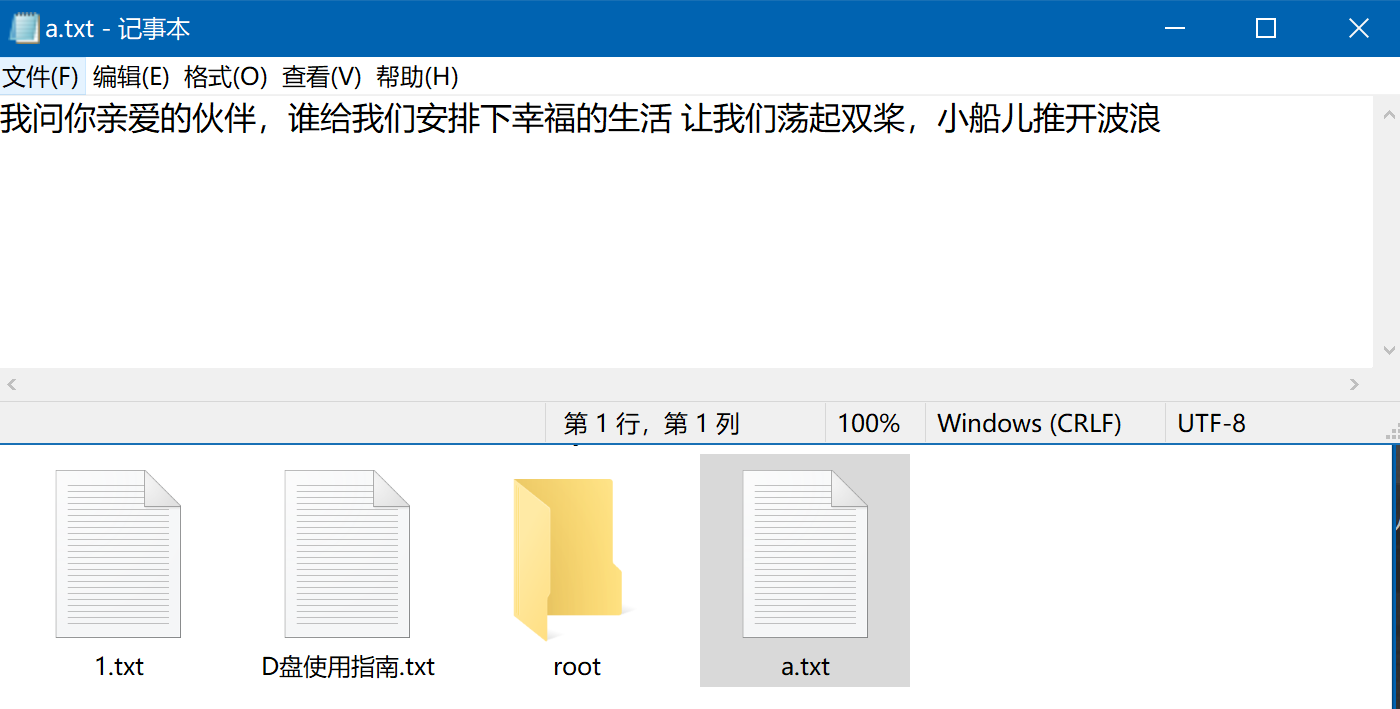 a.txt - 记事本
文件(F) 编辑(E) 格式(O) 查看(V) 帮助(H)
我问你亲爱的伙伴，谁给我们安排下幸福的生活 让我们荡起双桨，小船儿推开波浪
第 1 行，第 1 列 100% Windows (CRLF) UTF-8
1.txt D盘使用指南.txt root a.txt